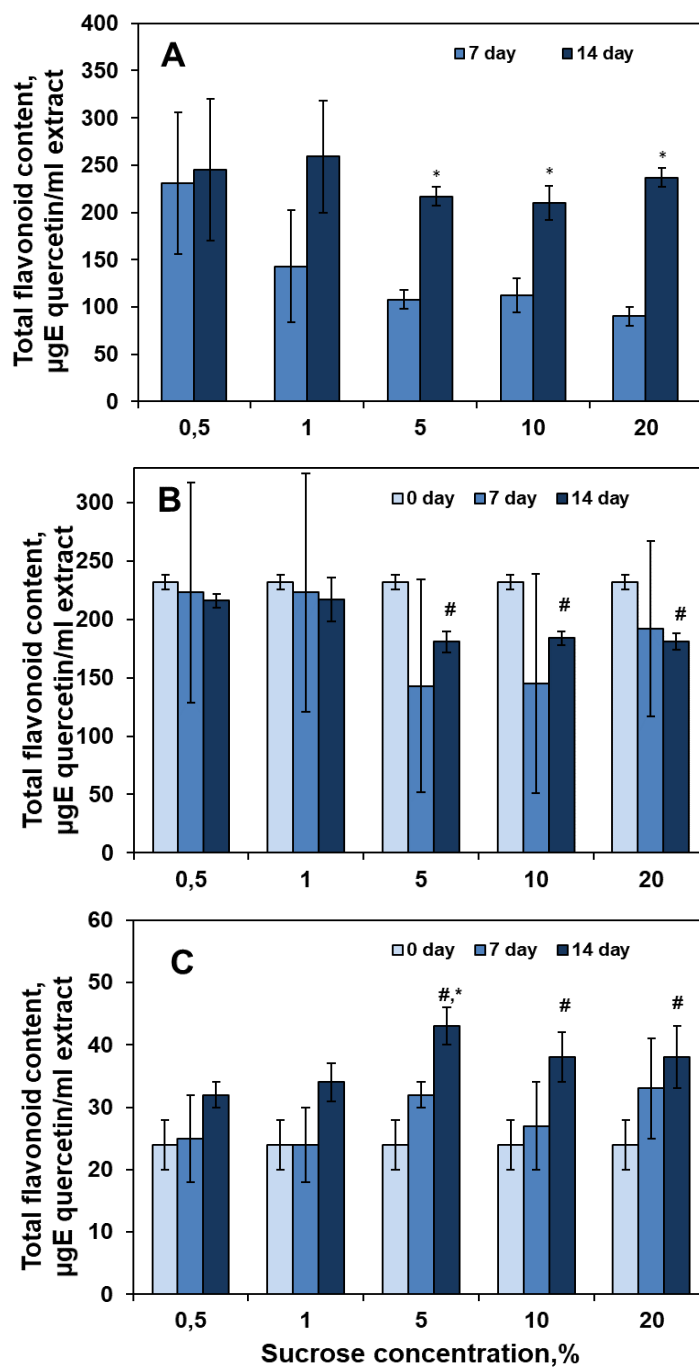 A
7 day
14 day
Total flavonoid content,
µgE quercetin/ml extract
400
350
300
250
200
150
100
50
0
*
*
*
0,5
1
5
10
20
B
0 day
7 day
14 day
Total flavonoid content,
µgE quercetin/ml extract
300
250
200
150
100
50
0
#
#
#
0,5
1
5
10
20
C
0 day
7 day
14 day
Total flavonoid content,
µgE quercetin/ml extract
60
50
40
30
20
10
0
#,*
#
#
0,5
1
5
10
20
Sucrose concentration,%